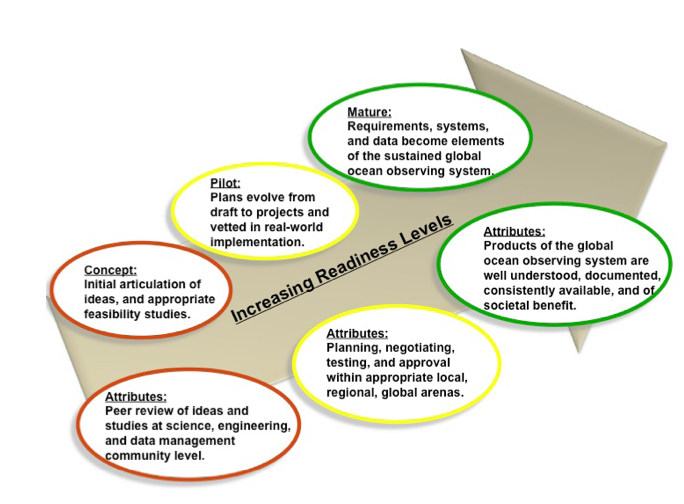 Mature:
Requirements, systems,
and data become elements
of the sustained global
ocean observing system.
Pilot:
Plans evolve from
draft to projects and
vetted in real-world
implementation.
Concept:
Initial articulation of
ideas, and appropriate
feasibility studies.
Increasing Readiness Levels
Attributes:
Products of the global
ocean observing system are
well understood, documented,
consistently available, and of
societal benefit.
Attributes:
Planning, negotiating,
testing, and approval
within appropriate local,
regional, global arenas.
Attributes:
Peer review of ideas and
studies at science, engineering,
and data management
community level.